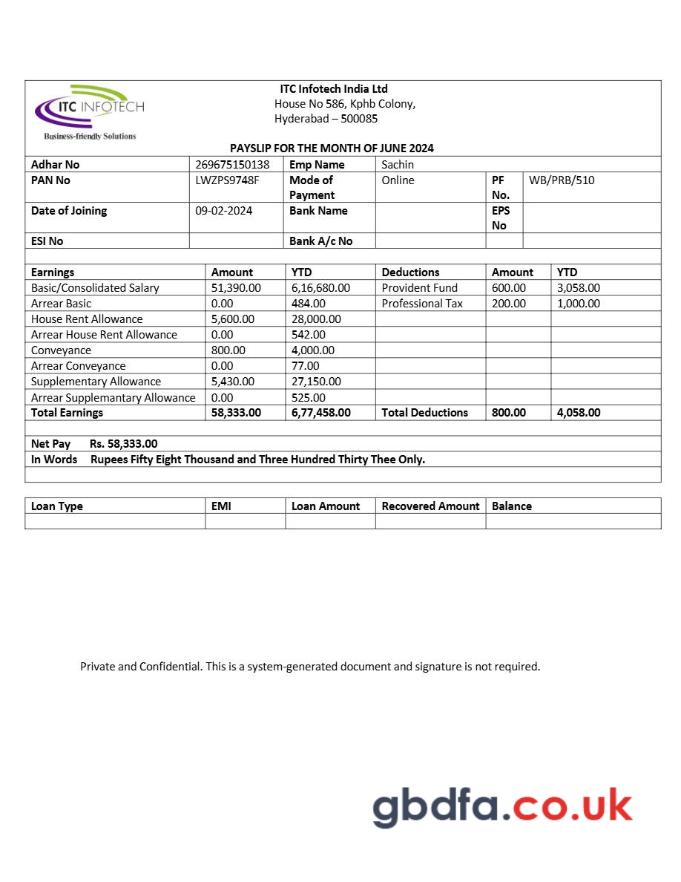 ITC INFOTECH
Business-friendly Solutions
ITC Infotech India Ltd
House No 586, Kphb Colony,
Hyderabad – 500085
PAYSLIP FOR THE MONTH OF JUNE 2024
Adhar No 269675150138 Emp Name Sachin
PAN No LWZPS9748F Mode of Payment Online PF No. WB/PRB/510
Date of Joining 09-02-2024 Bank Name EPS No
ESI No Bank A/c No
Earnings Amount YTD Deductions Amount YTD
Basic/Consolidated Salary 51,390.00 6,16,680.00 Provident Fund 600.00 3,058.00
Arrear Basic 0.00 484.00 Professional Tax 200.00 1,000.00
House Rent Allowance 5,600.00 28,000.00
Arrear House Rent Allowance 0.00 542.00
Conveyance 800.00 4,000.00
Arrear Conveyance 0.00 77.00
Supplementary Allowance 5,430.00 27,150.00
Arrear Supplemantary Allowance 0.00 525.00
Total Earnings 58,333.00 6,77,458.00 Total Deductions 800.00 4,058.00
Net Pay Rs. 58,333.00
In Words Rupees Fifty Eight Thousand and Three Hundred Thirty Thee Only.
Loan Type EMI Loan Amount Recovered Amount Balance
Private and Confidential. This is a system-generated document and signature is not required.
gbdfa.co.uk